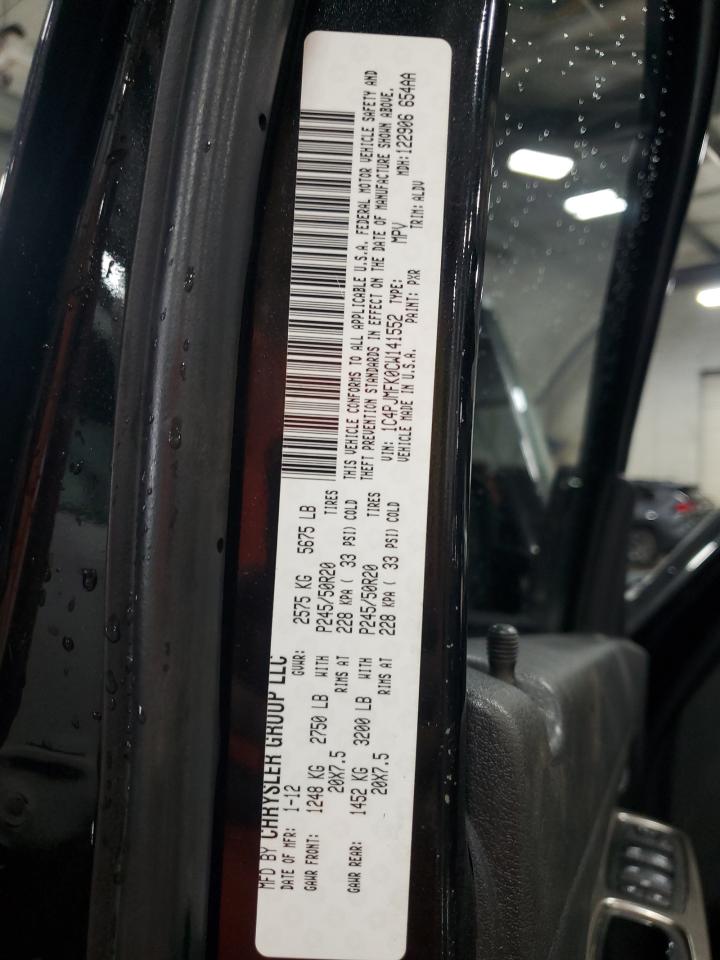 MFD BY CHRYSLER GROUP LLC
DATE OF MFR: 1-12 GVWR: 2575 KG 5675 LB
GAWR FRONT: 1248 KG 2750 LB WITH P245/50R20 TIRES
20X7.5 RIMS AT 228 KPA ( 33 PSI) COLD
GAWR REAR: 1452 KG 3200 LB WITH P245/50R20 TIRES
20X7.5 RIMS AT 228 KPA ( 33 PSI) COLD
THIS VEHICLE CONFORMS TO ALL APPLICABLE U.S.A. FEDERAL MOTOR VEHICLE SAFETY AND
THEFT PREVENTION STANDARDS IN EFFECT ON THE DATE OF MANUFACTURE SHOWN ABOVE.
VIN: 1C4PJMFK0CW141552 TYPE: MPV MDH: 122906 654AA
VEHICLE MADE IN U.S.A. PAINT: PXR TRIM: ALDV